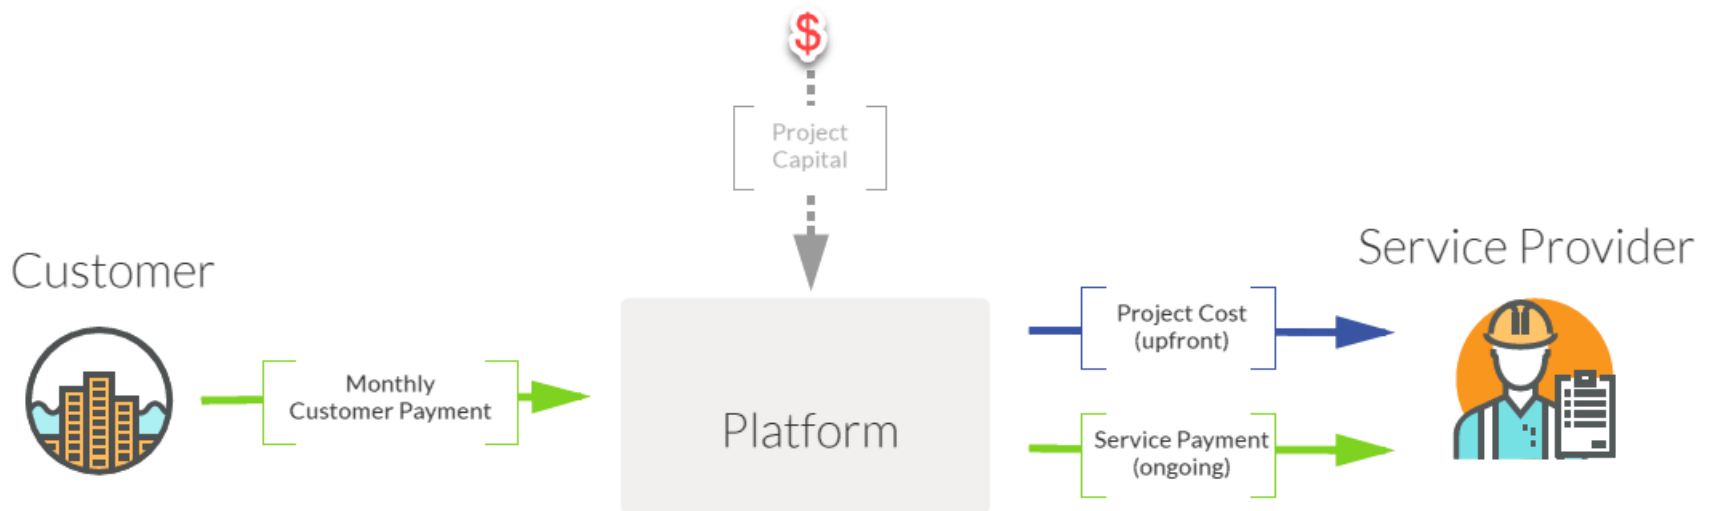 $
Project
Capital
Customer
Service Provider
Project Cost
(upfront)
Monthly
Customer Payment
Platform
Service Payment
(ongoing)